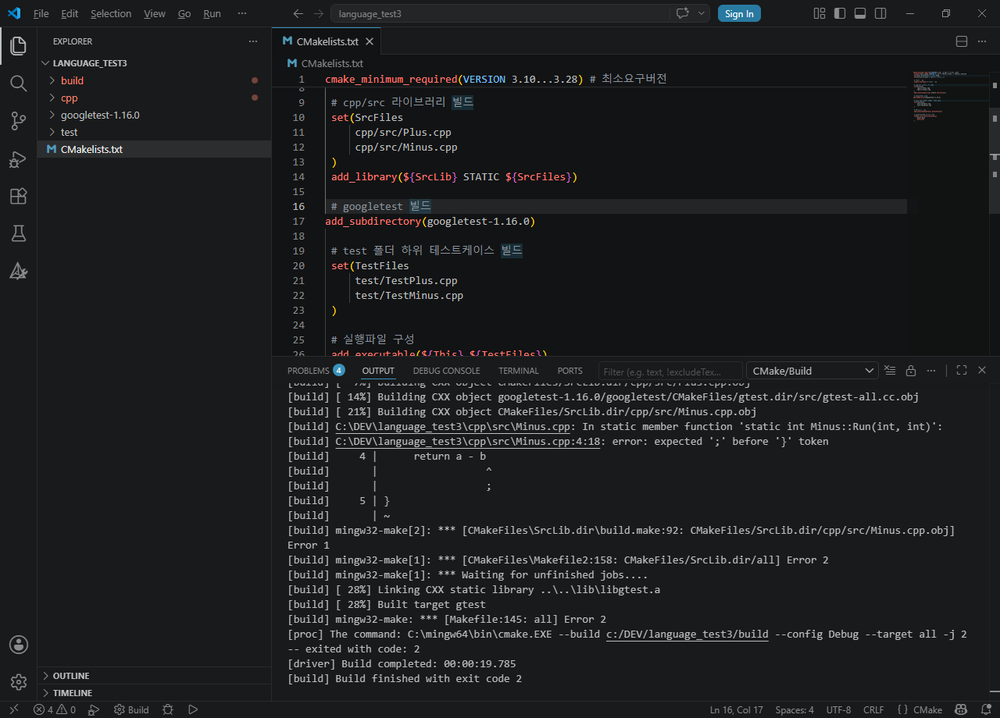 File Edit Selection View Go Run ··· language_test3 Sign In
EXPLORER ···
LANGUAGE_TEST3
build
cpp
googletest-1.16.0
test
CMakelists.txt
OUTLINE
TIMELINE
CMakelists.txt
CMakelists.txt
1 cmake_minimum_required(VERSION 3.10...3.28) # 최소요구버전
8
9 # cpp/src 라이브러리 빌드
10 set(SrcFiles
11 cpp/src/Plus.cpp
12 cpp/src/Minus.cpp
13 )
14 add_library(${SrcLib} STATIC ${SrcFiles})
15
16 # googletest 빌드
17 add_subdirectory(googletest-1.16.0)
18
19 # test 폴더 하위 테스트케이스 빌드
20 set(TestFiles
21 test/TestPlus.cpp
22 test/TestMinus.cpp
23 )
24
25 # 실행파일 구성
26 add_executable(${This} ${TestFiles})
PROBLEMS 4 OUTPUT DEBUG CONSOLE TERMINAL PORTS Filter (e.g. text, !excludeTex... CMake/Build
[build] [ 7%] Building CXX object CMakeFiles/SrcLib.dir/cpp/src/Plus.cpp.obj
[build] [ 14%] Building CXX object googletest-1.16.0/googletest/CMakeFiles/gtest.dir/src/gtest-all.cc.obj
[build] [ 21%] Building CXX object CMakeFiles/SrcLib.dir/cpp/src/Minus.cpp.obj
[build] C:\DEV\language_test3\cpp\src\Minus.cpp: In static member function 'static int Minus::Run(int, int)':
[build] C:\DEV\language_test3\cpp\src\Minus.cpp:4:18: error: expected ';' before '}' token
[build] 4 | return a - b
[build] | ^
[build] | ;
[build] 5 | }
[build] | ~
[build] mingw32-make[2]: *** [CMakeFiles\SrcLib.dir\build.make:92: CMakeFiles/SrcLib.dir/cpp/src/Minus.cpp.obj]
Error 1
[build] mingw32-make[1]: *** [CMakeFiles\Makefile2:158: CMakeFiles/SrcLib.dir/all] Error 2
[build] mingw32-make[1]: *** Waiting for unfinished jobs....
[build] [ 28%] Linking CXX static library ..\..\lib\libgtest.a
[build] [ 28%] Built target gtest
[build] mingw32-make: *** [Makefile:145: all] Error 2
[proc] The command: C:\mingw64\bin\cmake.EXE --build c:/DEV/language_test3/build --config Debug --target all -j 2
-- exited with code: 2
[driver] Build completed: 00:00:19.785
[build] Build finished with exit code 2
4 0 Build Ln 16, Col 17 Spaces: 4 UTF-8 CRLF { } CMake